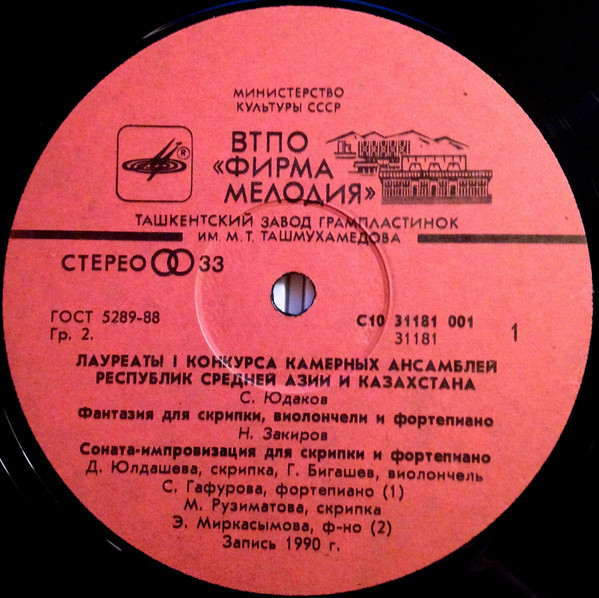 МИНИСТЕРСТВО
КУЛЬТУРЫ СССР
ВТПО
«ФИРМА
МЕЛОДИЯ»
ТАШКЕНТСКИЙ ЗАВОД ГРАМПЛАСТИНОК
ИМ. М. Т. ТАШМУХАМЕДОВА
СТЕРЕО 33
ГОСТ 5289-88
Гр. 2.
С10 31181 001
31181
1
ЛАУРЕАТЫ I КОНКУРСА КАМЕРНЫХ АНСАМБЛЕЙ
РЕСПУБЛИК СРЕДНЕЙ АЗИИ И КАЗАХСТАНА
С. Юдаков
Фантазия для скрипки, виолончели и фортепиано
Н. Закиров
Соната-импровизация для скрипки и фортепиано
Д. Юлдашева, скрипка, Г. Бигашев, виолончель
С. Гафурова, фортепиано (1)
М. Рузиматова, скрипка
Э. Миркасымова, ф-но (2)
Запись 1990 г.